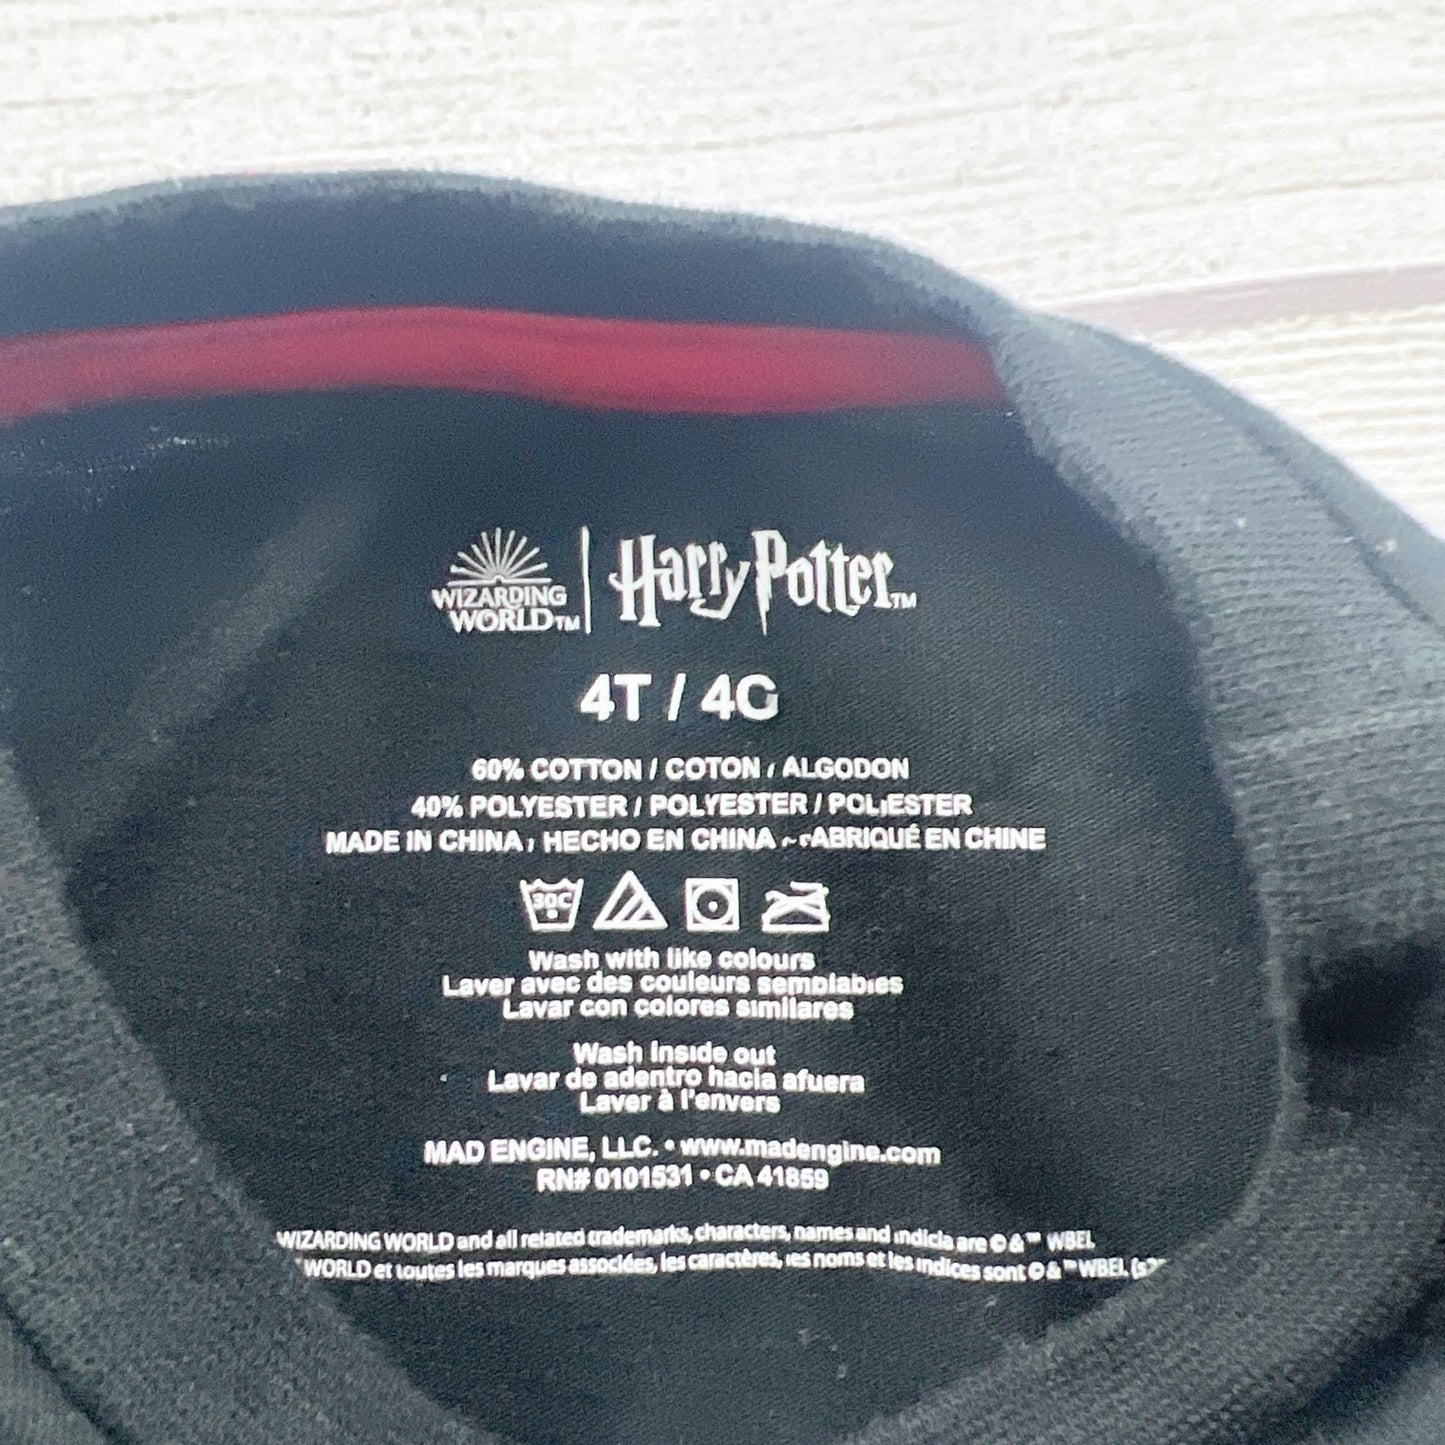 WIZARDING
WORLD™ | Harry Potter™
4T / 4G
60% COTTON / COTON / ALGODON
40% POLYESTER / POLYESTER / POLIESTER
MADE IN CHINA / HECHO EN CHINA / FABRIQUÉ EN CHINE
30C
Wash with like colours
Laver avec des couleurs semblables
Lavar con colores similares
Wash inside out
Lavar de adentro hacia afuera
Laver à l'envers
MAD ENGINE, LLC. • www.madengine.com
RN# 0101531 • CA 41859
WIZARDING WORLD and all related trademarks, characters, names and indicia are © & ™ WBEI.
WORLD et toutes les marques associées, les caractères, les noms et les indices sont © & ™ WBEI.